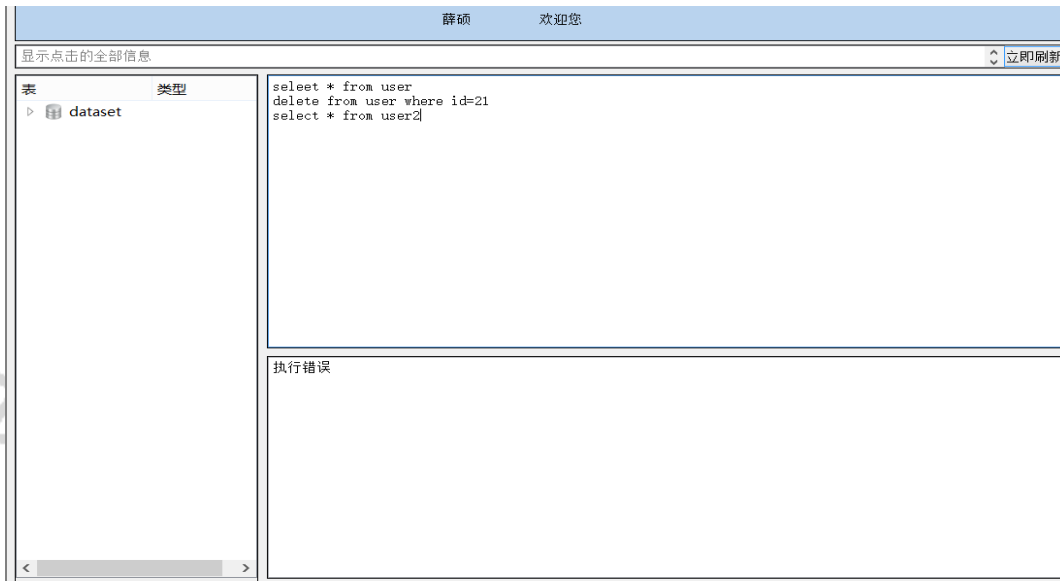 薛硕 欢迎您
显示点击的全部信息 立即刷新
表 类型
dataset
seleet * from user
delete from user where id=21
select * from user2
执行错误